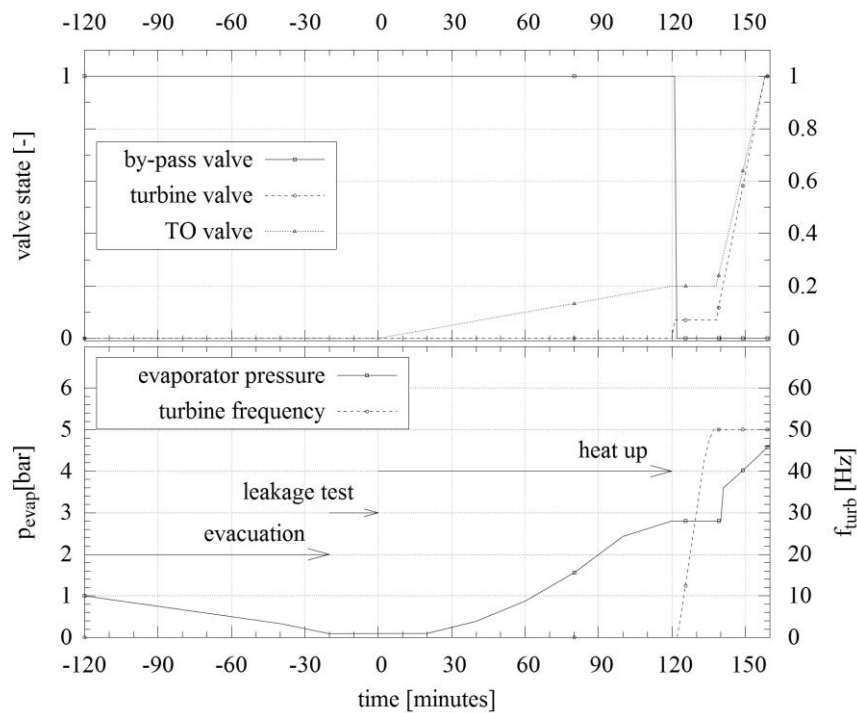 -120 -90 -60 -30 0 30 60 90 120 150
1 1
0.8
0.6
0.4
0.2
0 0
valve state [-]
by-pass valve
turbine valve
TO valve
evaporator pressure
turbine frequency
6 60
5 50
4 40
3 30
2 20
1 10
0 0
p_evap[bar]
f_turb [Hz]
heat up
leakage test
evacuation
-120 -90 -60 -30 0 30 60 90 120 150
time [minutes]